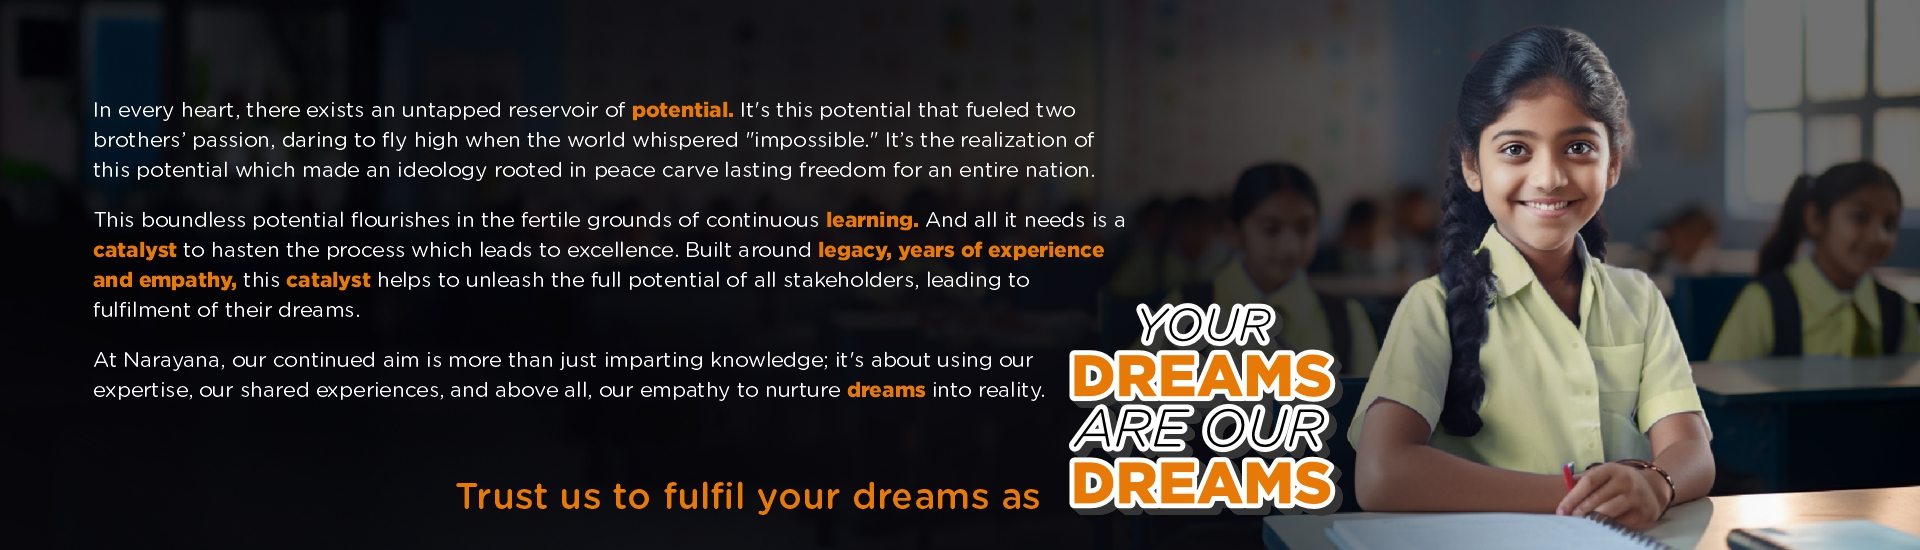 In every heart, there exists an untapped reservoir of potential. It's this potential that fueled two
brothers’ passion, daring to fly high when the world whispered "impossible." It’s the realization of
this potential which made an ideology rooted in peace carve lasting freedom for an entire nation.
This boundless potential flourishes in the fertile grounds of continuous learning. And all it needs is a
catalyst to hasten the process which leads to excellence. Built around legacy, years of experience
and empathy, this catalyst helps to unleash the full potential of all stakeholders, leading to
fulfilment of their dreams.
At Narayana, our continued aim is more than just imparting knowledge; it's about using our
expertise, our shared experiences, and above all, our empathy to nurture dreams into reality.
Trust us to fulfil your dreams as
YOUR
DREAMS
ARE OUR
DREAMS